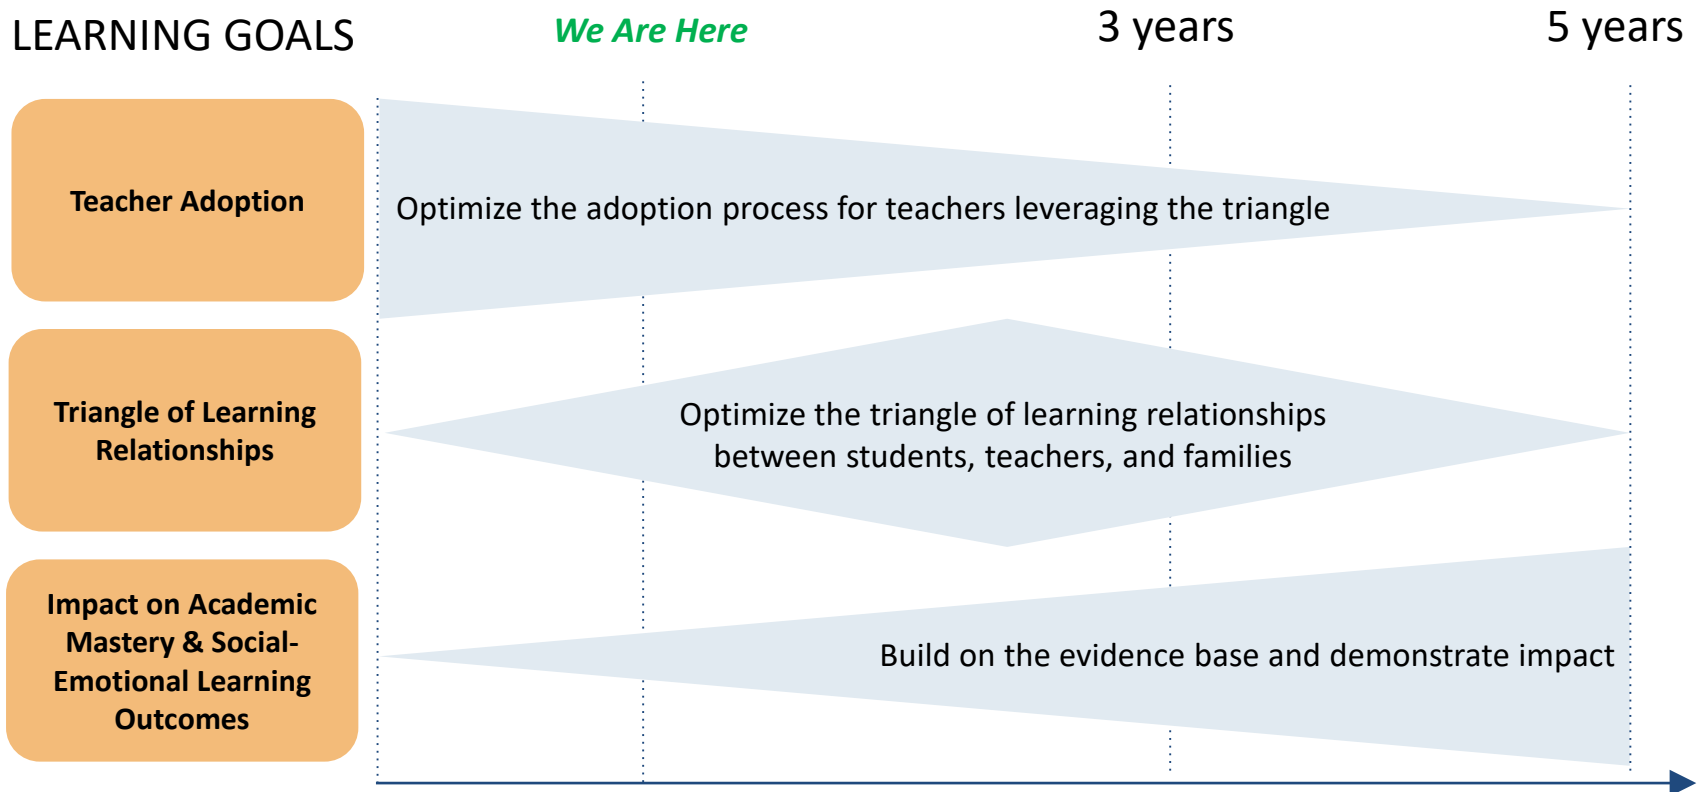 LEARNING GOALS
We Are Here
3 years
5 years
Teacher Adoption
Optimize the adoption process for teachers leveraging the triangle
Triangle of Learning
Relationships
Optimize the triangle of learning relationships
between students, teachers, and families
Impact on Academic
Mastery & Social-
Emotional Learning
Outcomes
Build on the evidence base and demonstrate impact